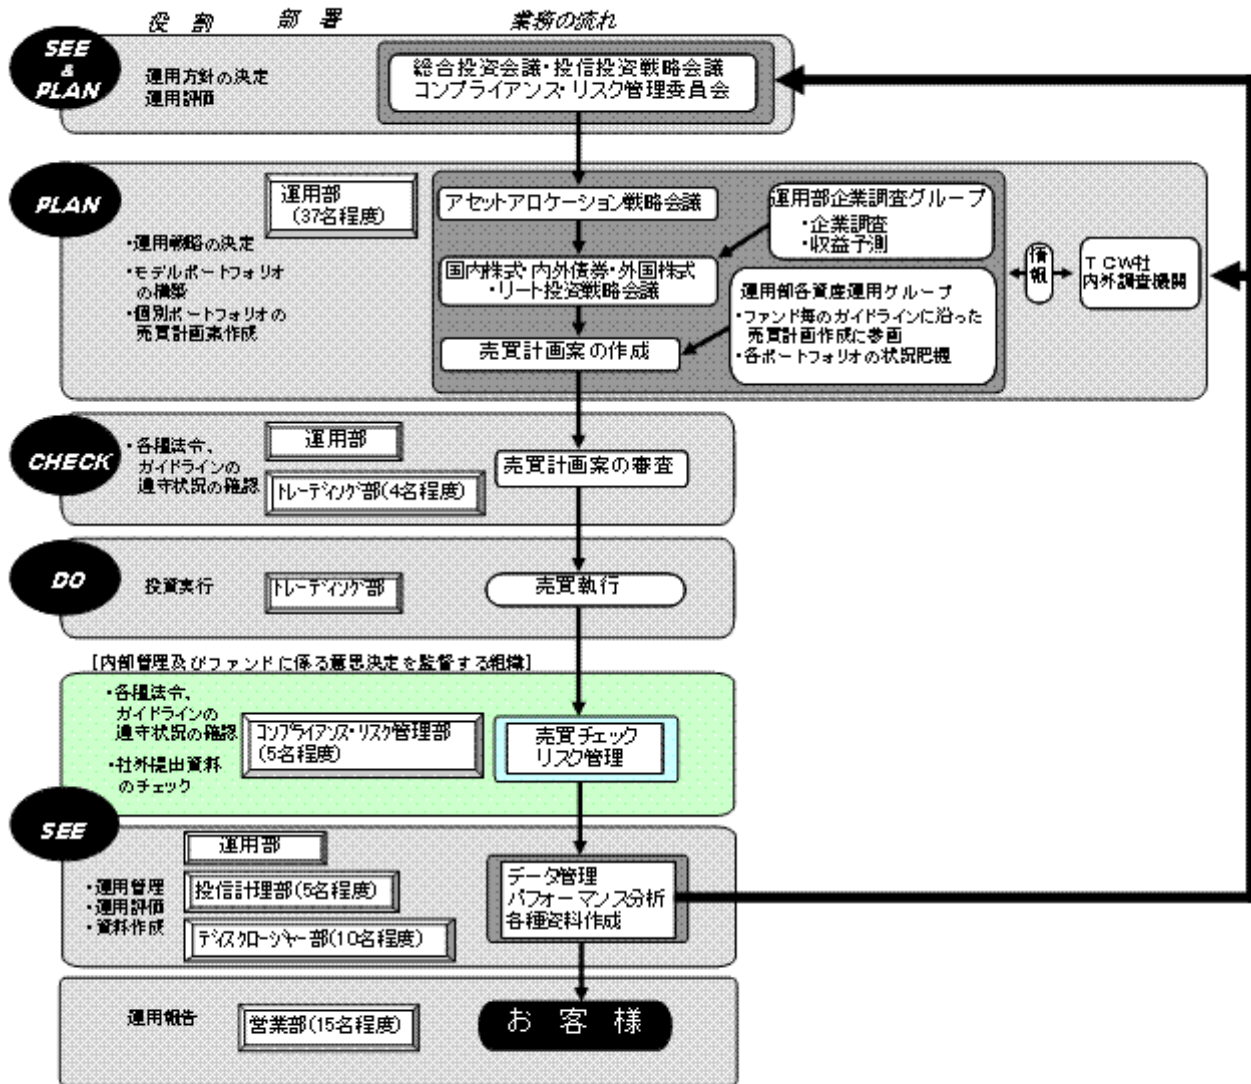 役 割
部 署
業務の流れ
SEE
&
PLAN
運用方針の決定
運用評価
総合投資会議・投信投資戦略会議
コンプライアンス・リスク管理委員会
PLAN
運用部
(37名程度)
・運用戦略の決定
・モデルポートフォリオ
の構築
・個別ポートフォリオの
売買計画案作成
アセットアロケーション戦略会議
国内株式・内外債券・外国株式
・リート投資戦略会議
売買計画案の作成
運用部企業調査グループ
・企業調査
・収益予測
運用部各資産運用グループ
・ファンド毎のガイドラインに沿った
売買計画作成に参画
・各ポートフォリオの状況把握
情報
TCW社
内外調査機関
CHECK
・各種法令、
ガイドラインの
遵守状況の確認
運用部
トレーディング部(4名程度)
売買計画案の審査
DO
投資実行
トレーディング部
売買執行
[内部管理及びファンドに係る意思決定を監督する組織]
・各種法令、
ガイドラインの
遵守状況の確認
・社外提出資料
のチェック
コンプライアンス・リスク管理部
(5名程度)
売買チェック
リスク管理
SEE
運用部
・運用管理
・運用評価
・資料作成
投信計理部(5名程度)
ディスクロージャー部(10名程度)
データ管理
パフォーマンス分析
各種資料作成
運用報告
営業部(15名程度)
お 客 様